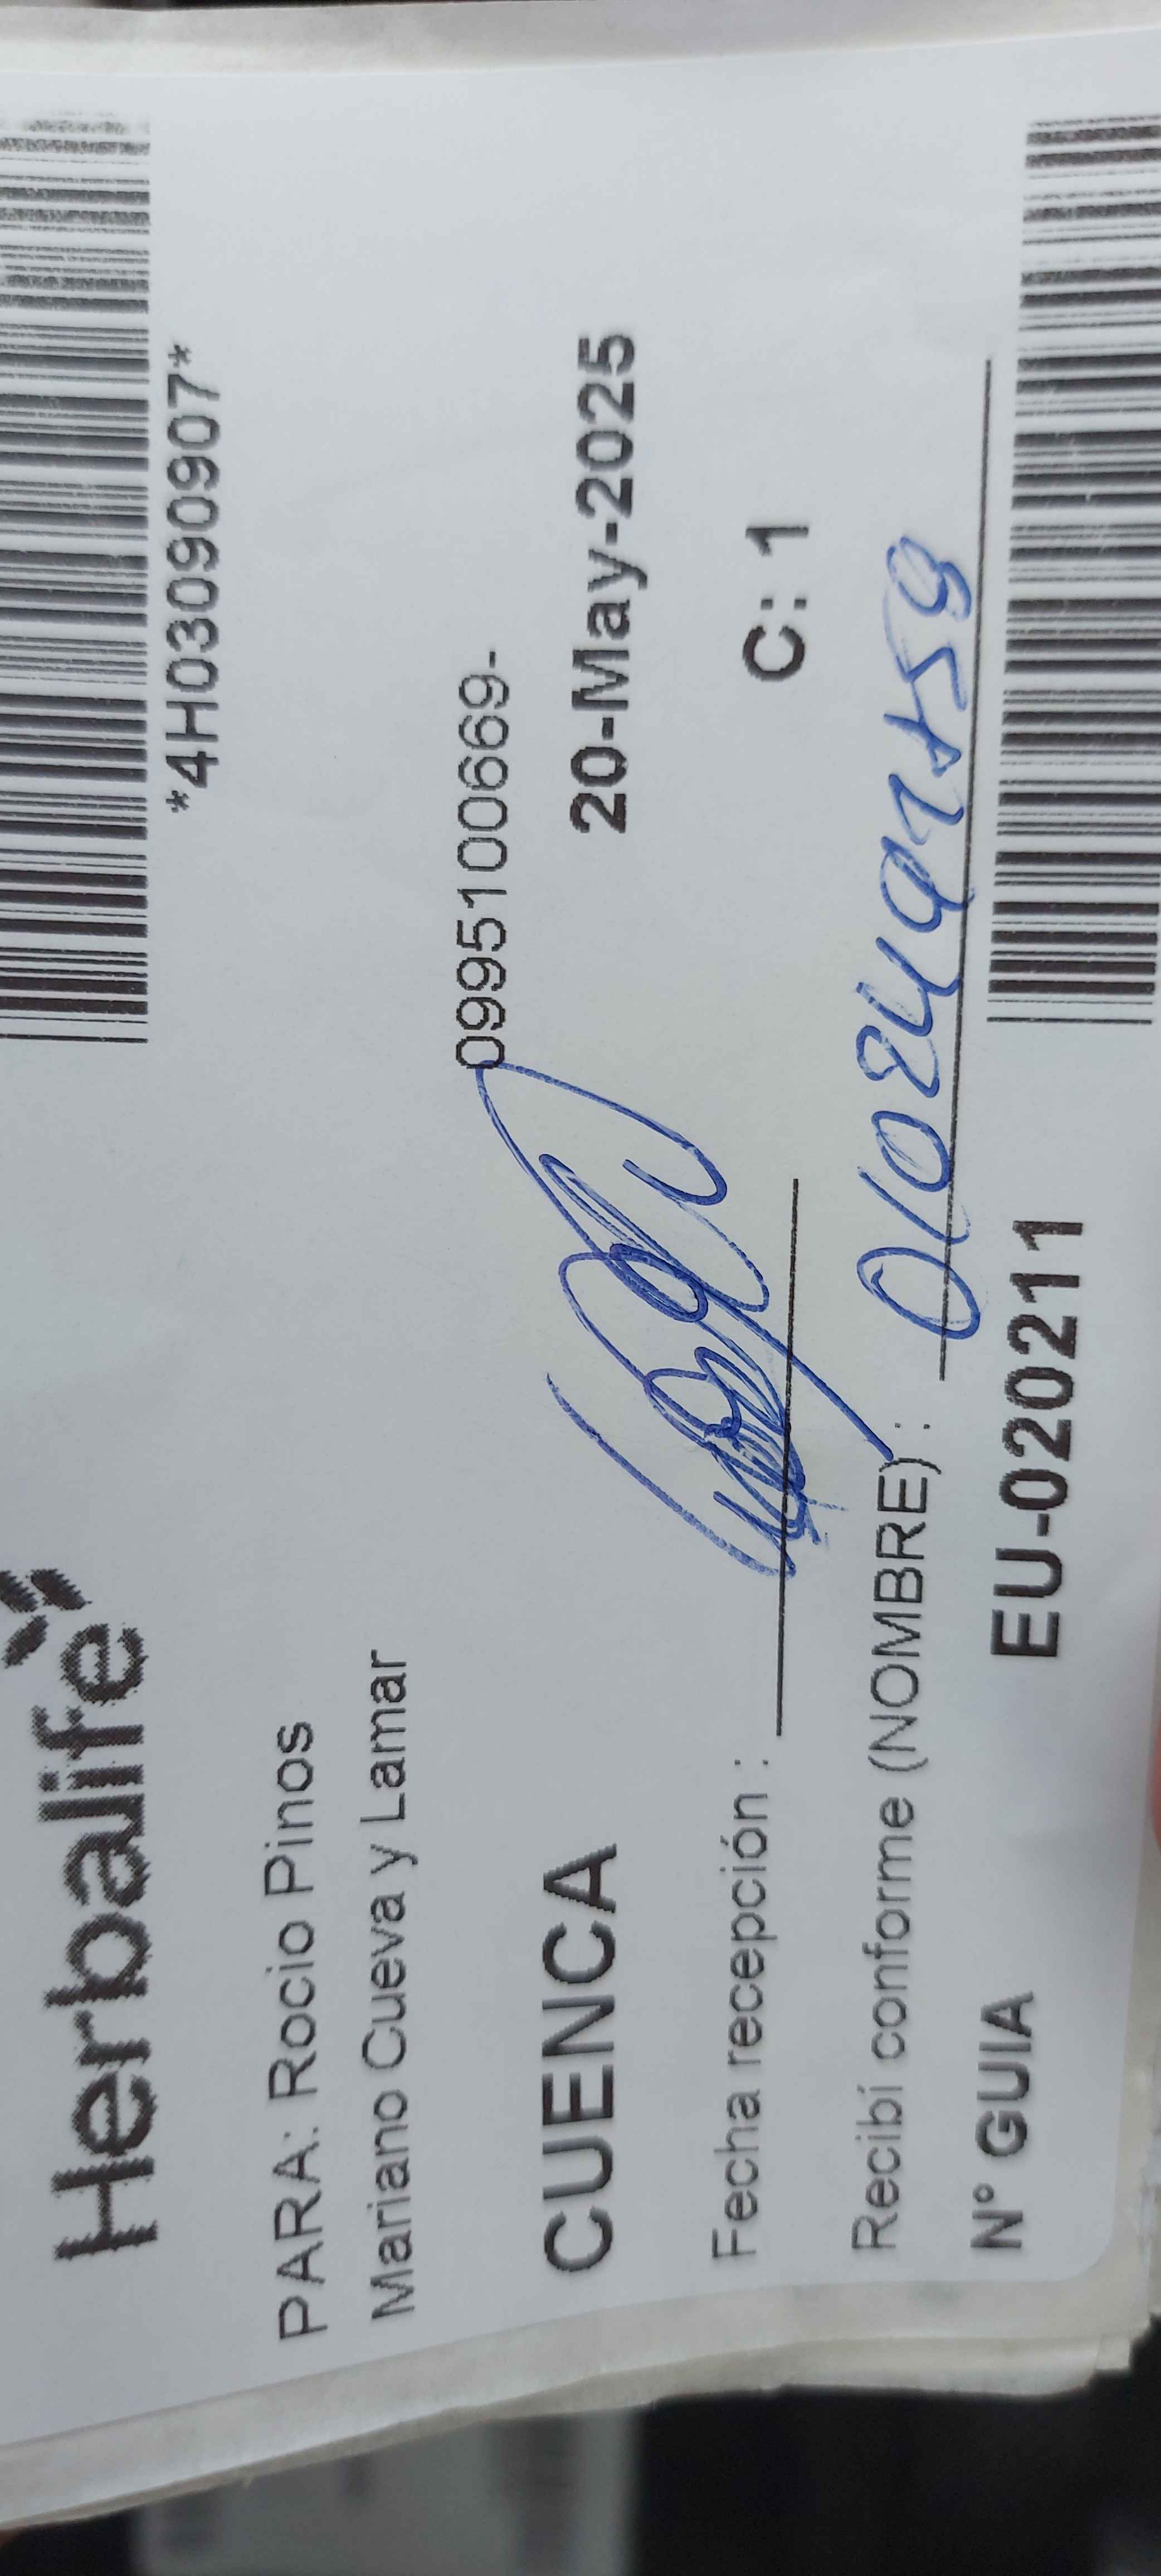 *4H03090907*
Herbalife
PARA: Rocio Pinos
Mariano Cueva y Lamar
0995100669-
CUENCA
20-May-2025
Fecha recepción :
C: 1
Recibí conforme (NOMBRE) :
N° GUIA
EU-020211